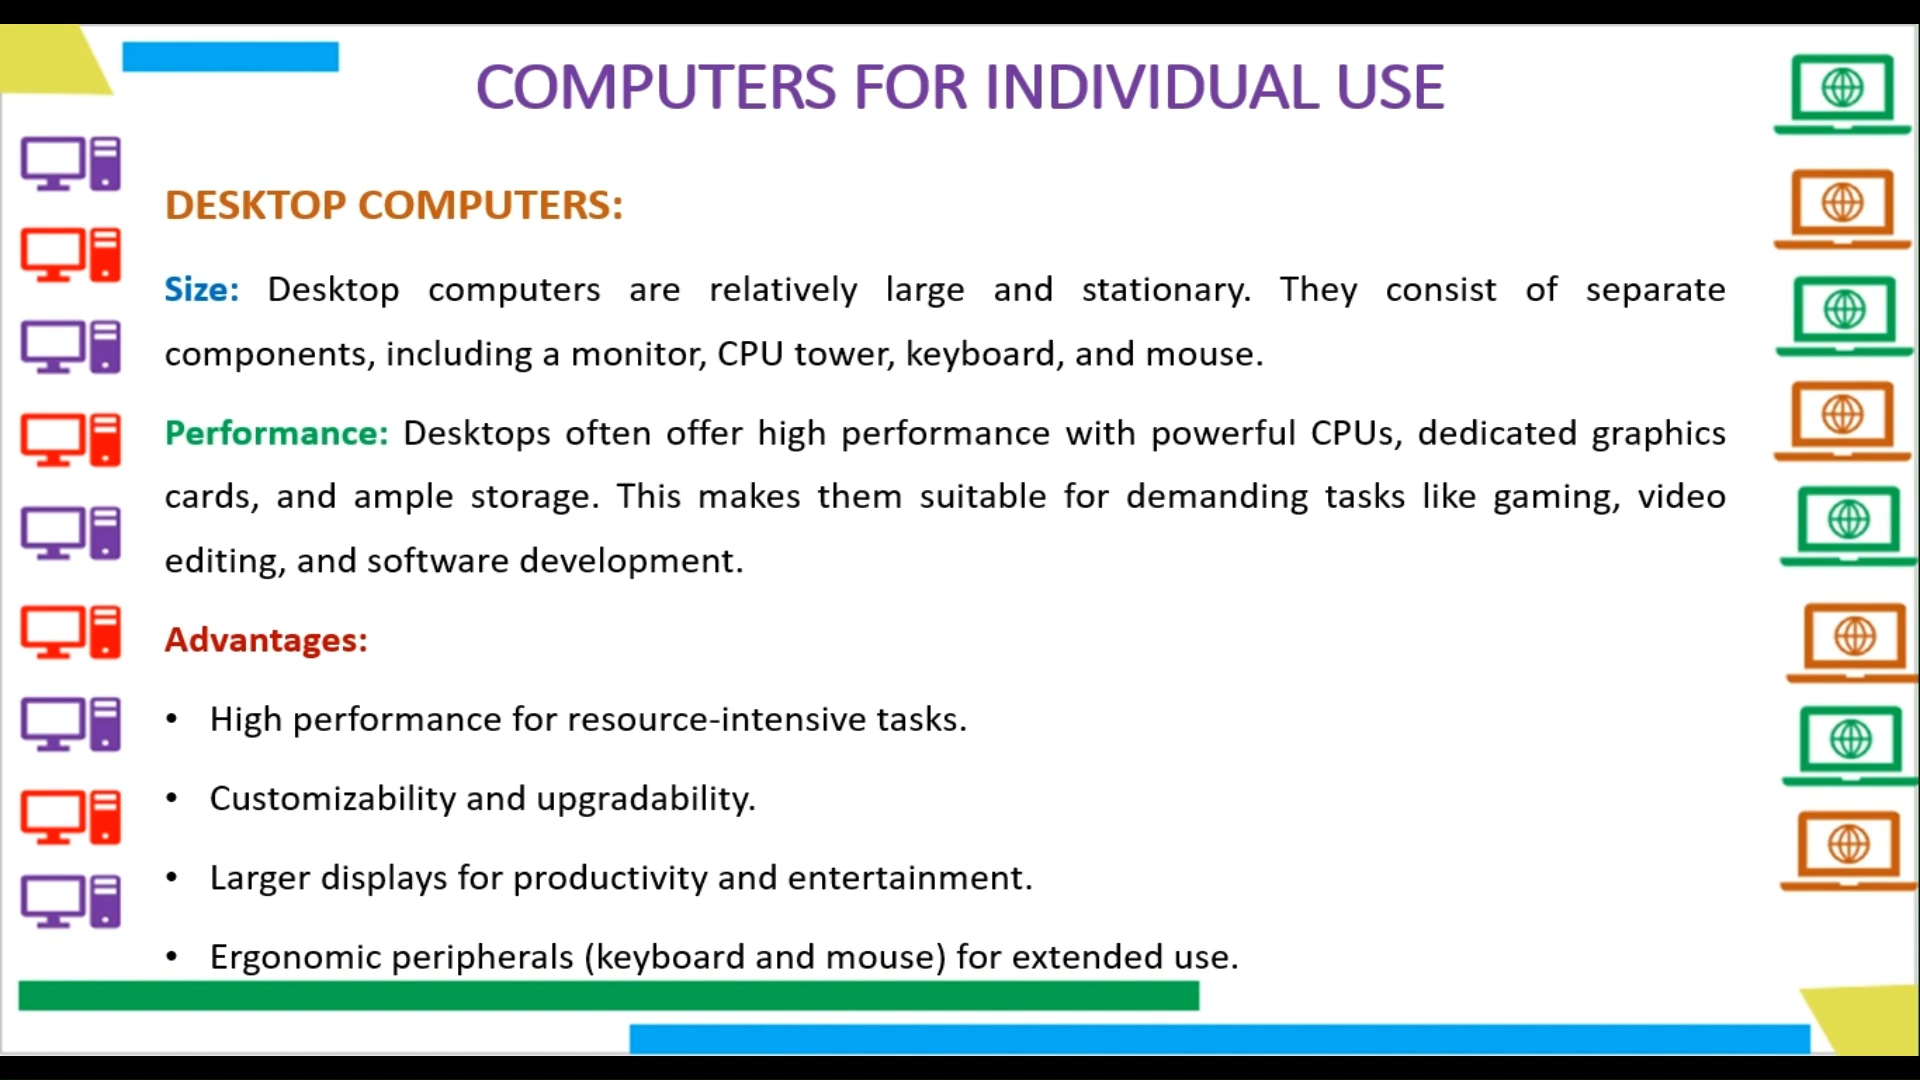 COMPUTERS FOR INDIVIDUAL USE
DESKTOP COMPUTERS:
Size: Desktop computers are relatively large and stationary. They consist of separate
components, including a monitor, CPU tower, keyboard, and mouse.
Performance: Desktops often offer high performance with powerful CPUs, dedicated graphics
cards, and ample storage. This makes them suitable for demanding tasks like gaming, video
editing, and software development.
Advantages:
• High performance for resource-intensive tasks.
• Customizability and upgradability.
• Larger displays for productivity and entertainment.
• Ergonomic peripherals (keyboard and mouse) for extended use.